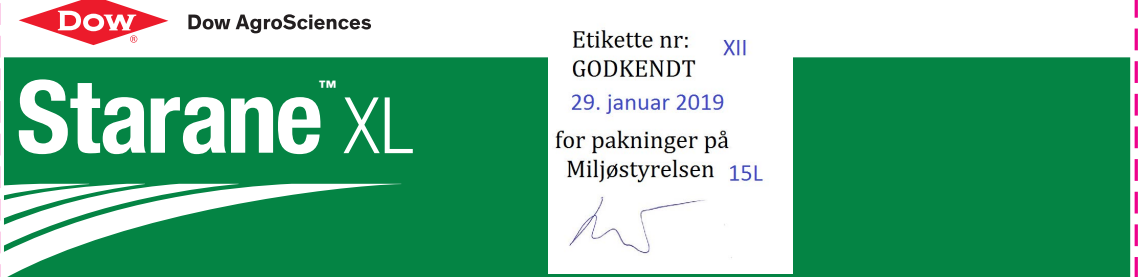 DOW
®
Dow AgroSciences
Starane™ XL
Etikette nr: XII
GODKENDT
29. januar 2019
for pakninger på
Miljøstyrelsen 15L